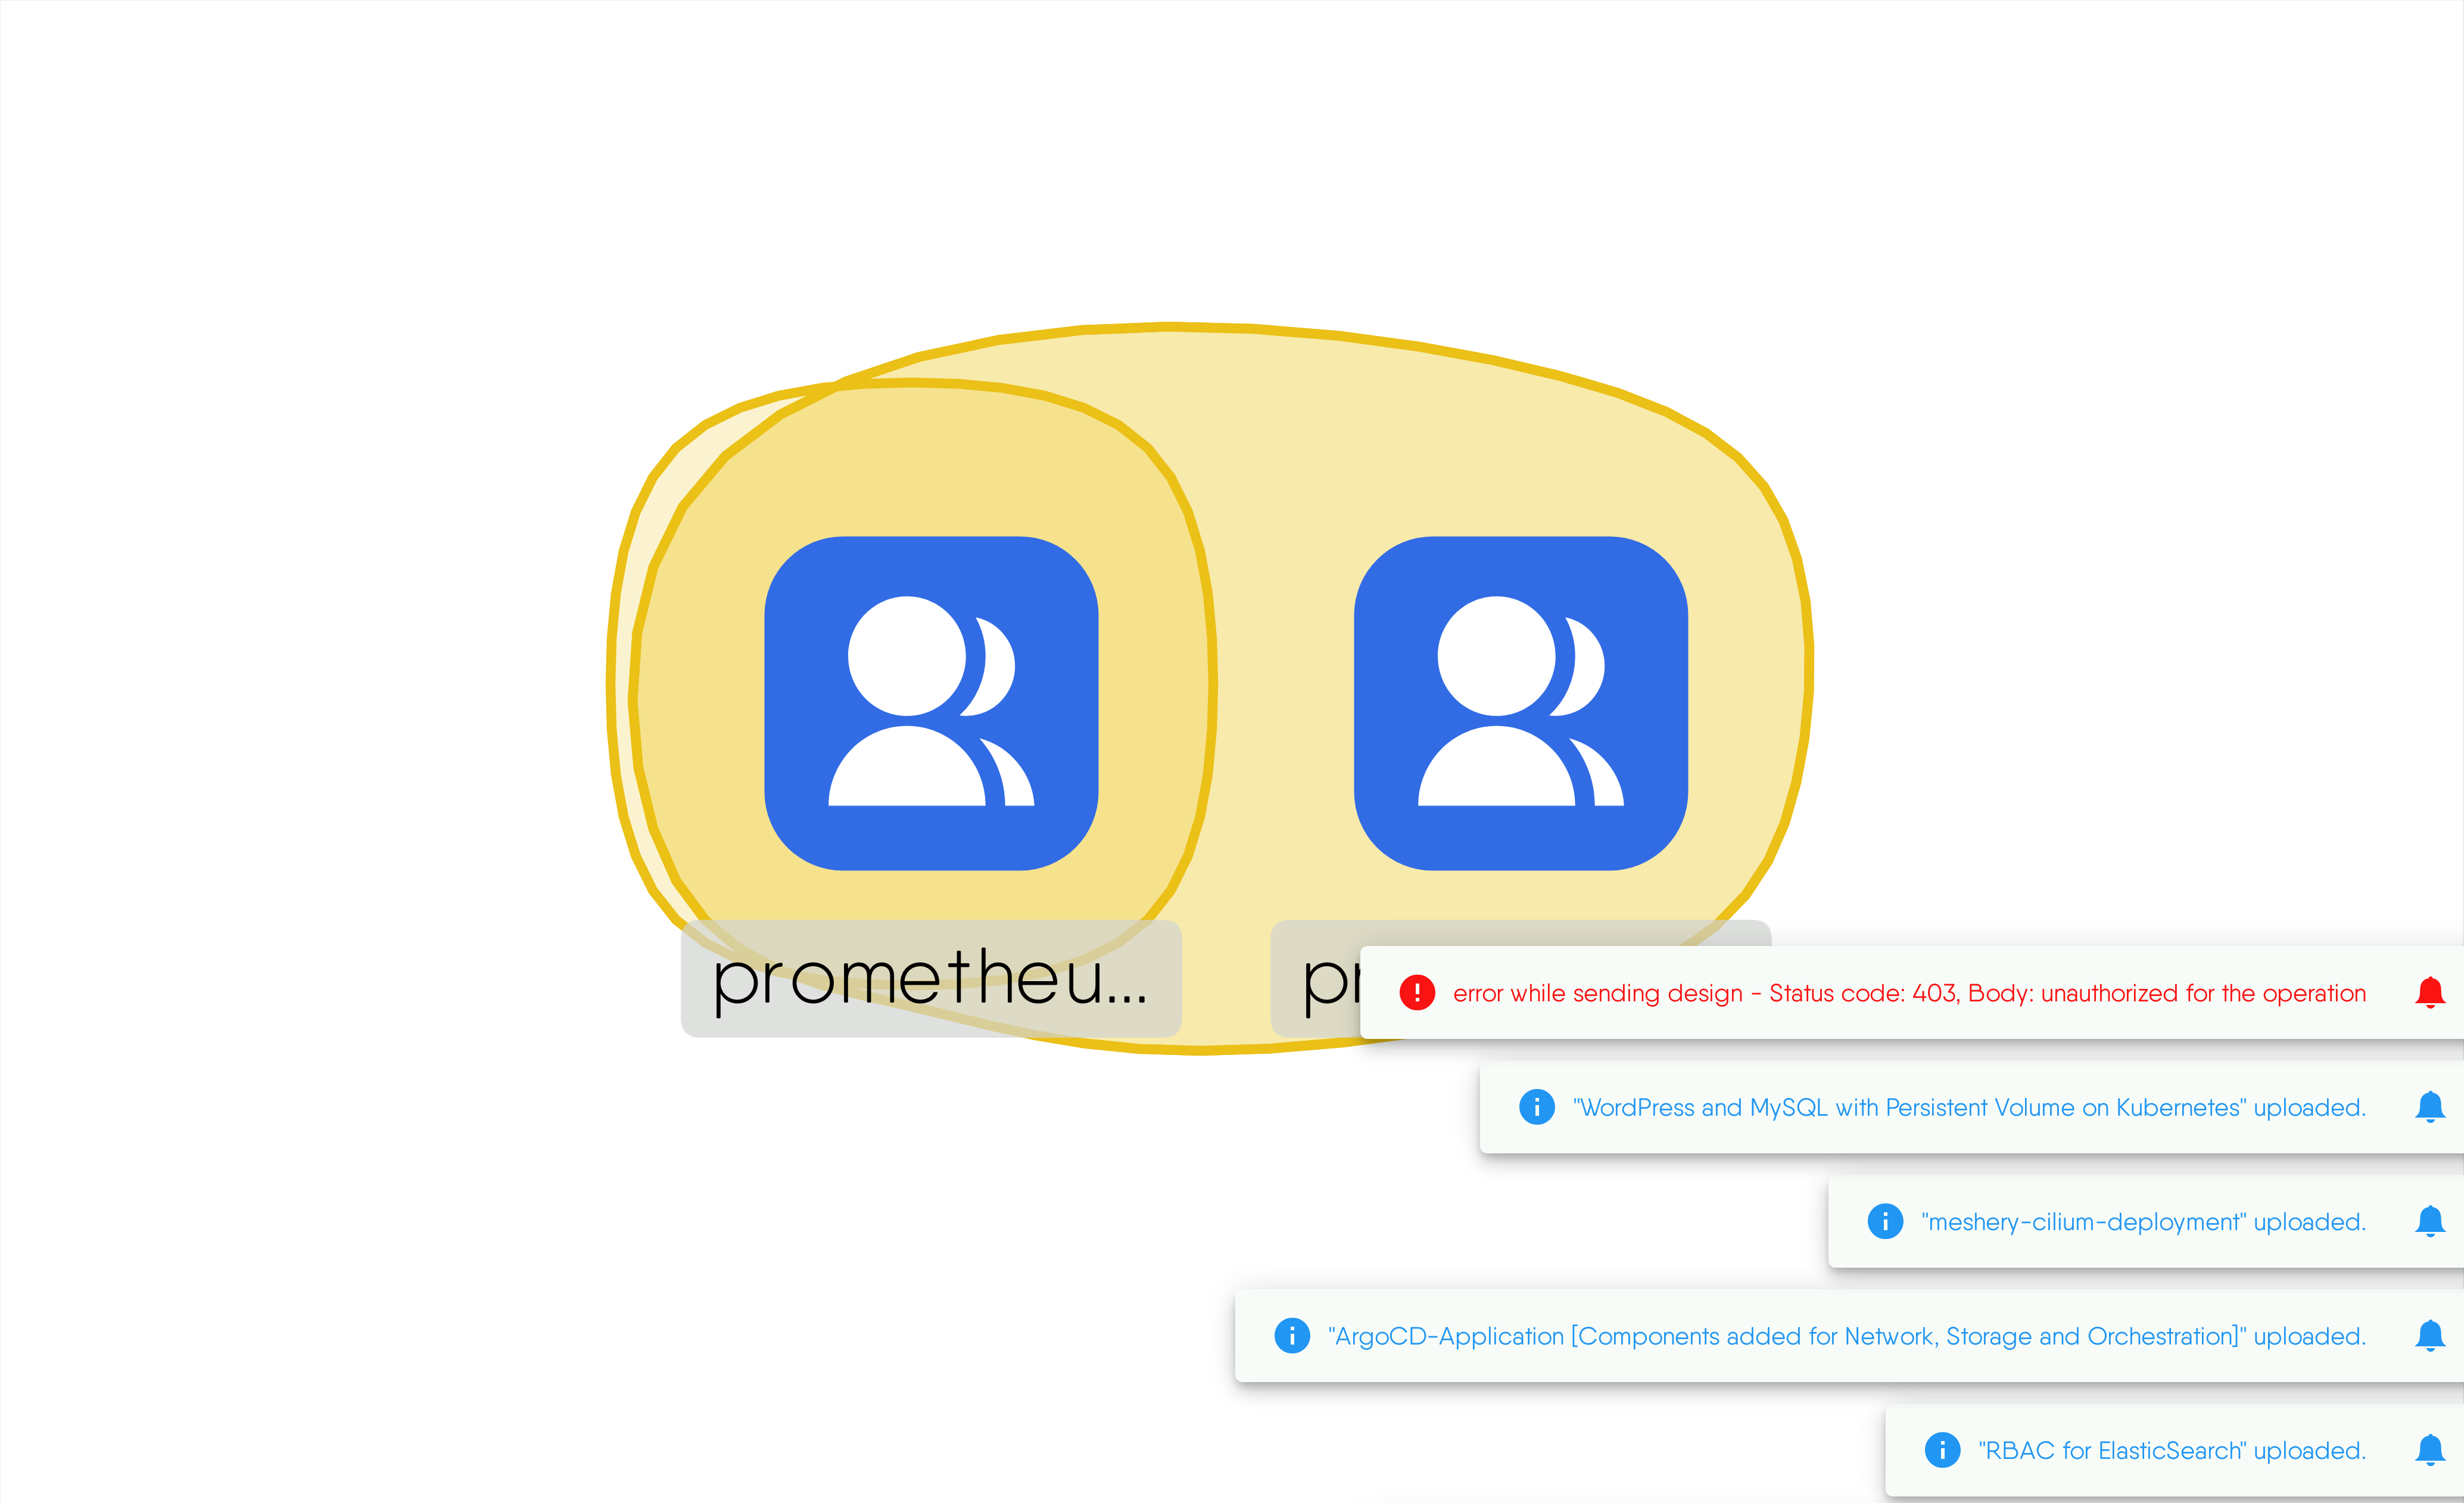 prometheu...
error while sending design - Status code: 403, Body: unauthorized for the operation
"WordPress and MySQL with Persistent Volume on Kubernetes" uploaded.
"meshery-cilium-deployment" uploaded.
"ArgoCD-Application [Components added for Network, Storage and Orchestration]" uploaded.
"RBAC for ElasticSearch" uploaded.